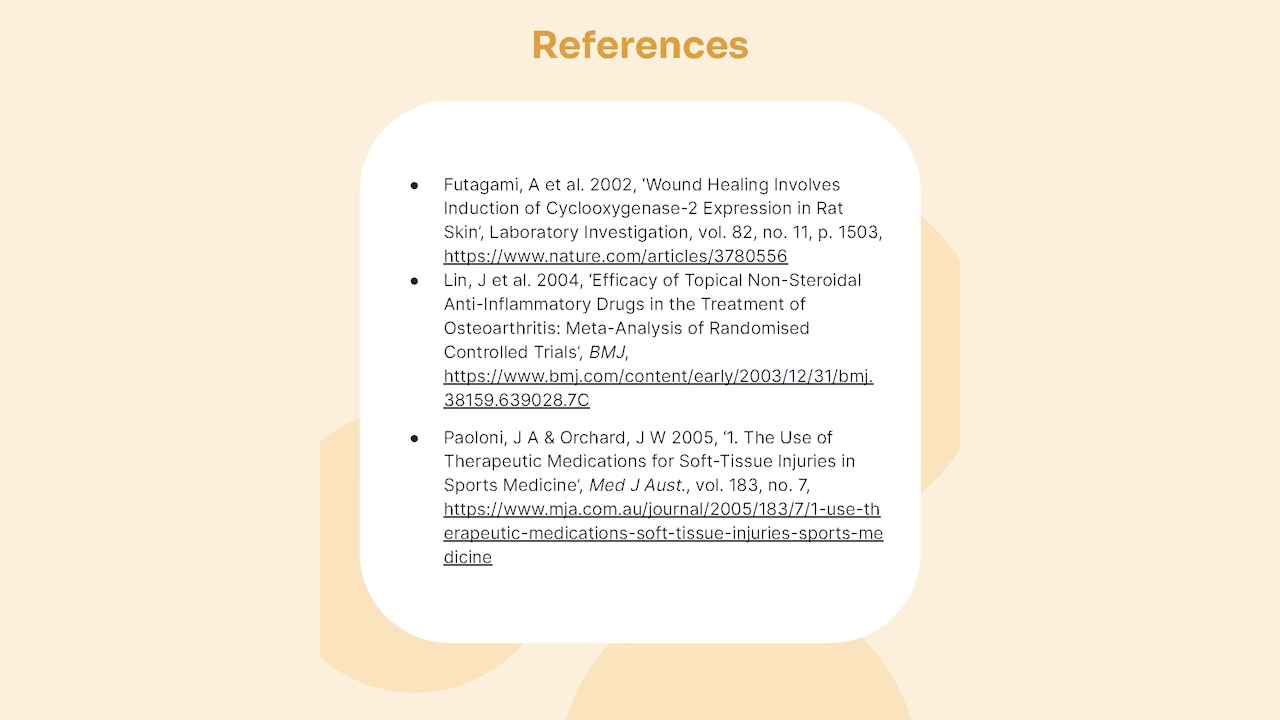 References
● Futagami, A et al. 2002, ‘Wound Healing Involves
Induction of Cyclooxygenase-2 Expression in Rat
Skin’, Laboratory Investigation, vol. 82, no. 11, p. 1503,
https://www.nature.com/articles/3780556
● Lin, J et al. 2004, ‘Efficacy of Topical Non-Steroidal
Anti-Inflammatory Drugs in the Treatment of
Osteoarthritis: Meta-Analysis of Randomised
Controlled Trials’, BMJ,
https://www.bmj.com/content/early/2003/12/31/bmj.
38159.639028.7C
● Paoloni, J A & Orchard, J W 2005, ‘1. The Use of
Therapeutic Medications for Soft-Tissue Injuries in
Sports Medicine’, Med J Aust., vol. 183, no. 7,
https://www.mja.com.au/journal/2005/183/7/1-use-th
erapeutic-medications-soft-tissue-injuries-sports-me
dicine